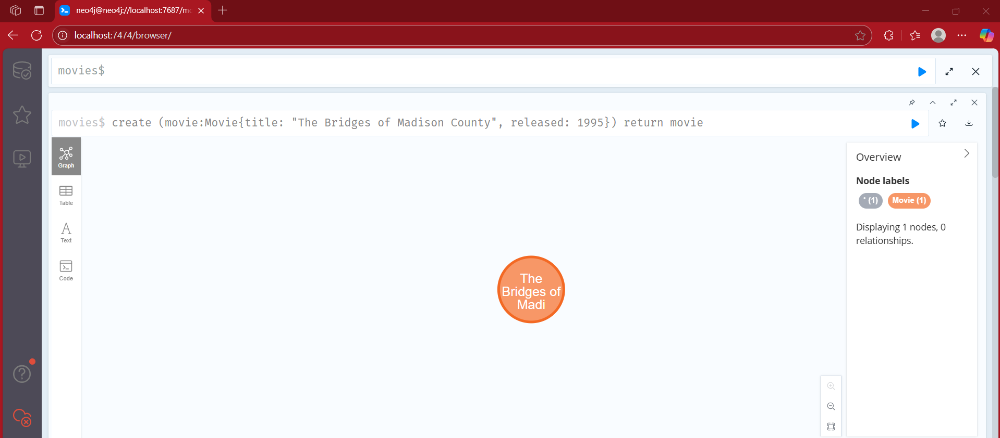 neo4j@neo4j://localhost:7687/mo
localhost:7474/browser/
movies$
movies$ create (movie:Movie{title: "The Bridges of Madison County", released: 1995}) return movie
Graph
Table
Text
Code
The
Bridges of
Madi
Overview
Node labels
* (1) Movie (1)
Displaying 1 nodes, 0
relationships.